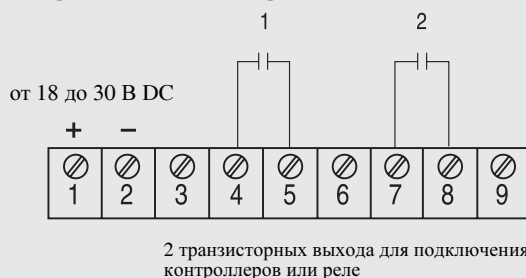 1 2
от 18 до 30 В DC
+ −
1 2 3 4 5 6 7 8 9
2 транзисторных выхода для подключения
контроллеров или реле